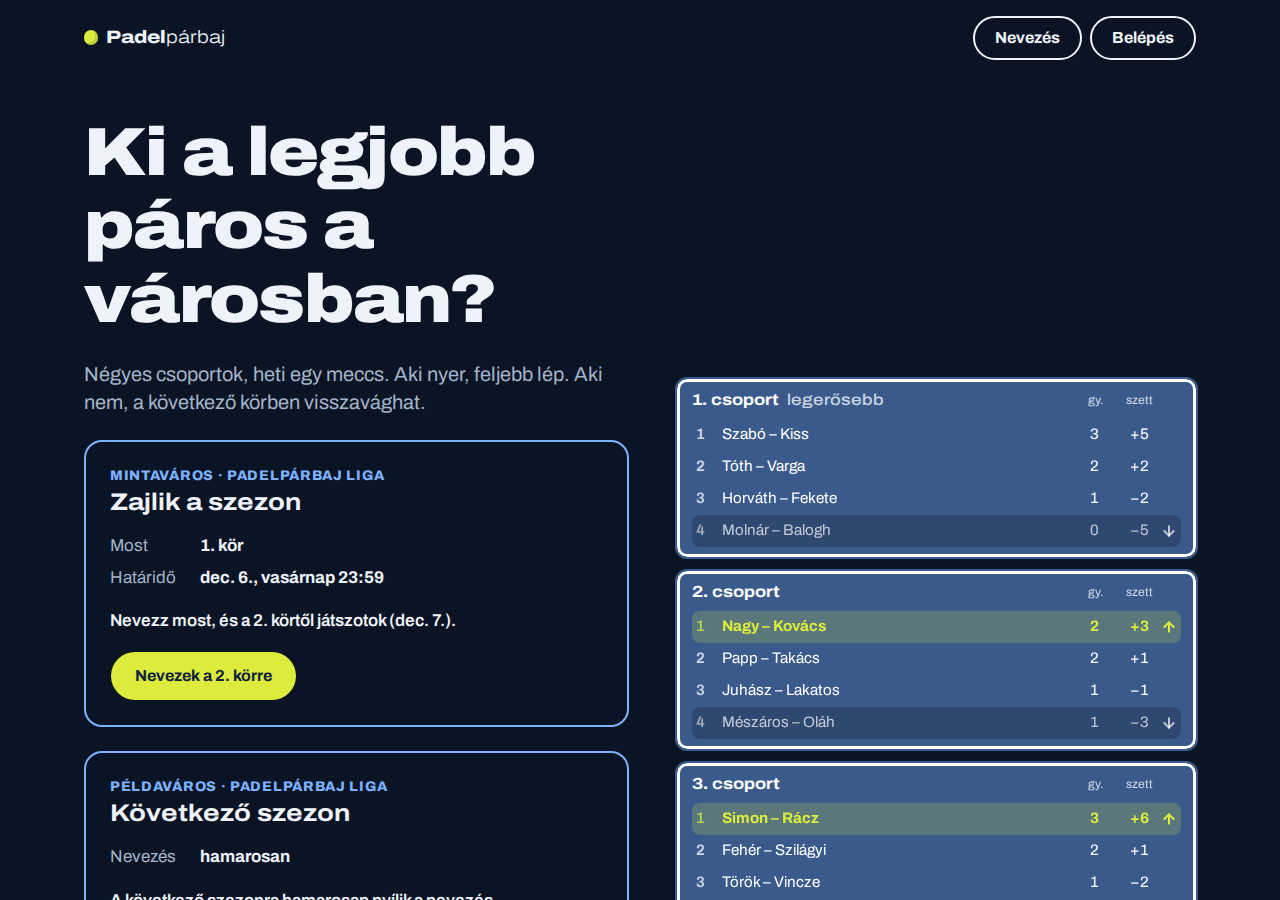 Padelpárbaj
Nevezés
Belépés
Ki a legjobb
páros a
városban?
Négyes csoportok, heti egy meccs. Aki nyer, feljebb lép. Aki
nem, a következő körben visszavághat.
MINTAVÁROS · PADELPÁRBAJ LIGA
Zajlik a szezon
Most 1. kör
Határidő dec. 6., vasárnap 23:59
Nevezz most, és a 2. körtől játszotok (dec. 7.).
Nevezek a 2. körre
PÉLDAVÁROS · PADELPÁRBAJ LIGA
Következő szezon
Nevezés hamarosan
A következő szezonra hamarosan nyílik a nevezés.
1. csoport legerősebb gy. szett
1 Szabó – Kiss 3 +5
2 Tóth – Varga 2 +2
3 Horváth – Fekete 1 −2
4 Molnár – Balogh 0 −5 ↓
2. csoport gy. szett
1 Nagy – Kovács 2 +3 ↑
2 Papp – Takács 2 +1
3 Juhász – Lakatos 1 −1
4 Mészáros – Oláh 1 −3 ↓
3. csoport gy. szett
1 Simon – Rácz 3 +6 ↑
2 Fehér – Szilágyi 2 +1
3 Török – Vincze 1 −2